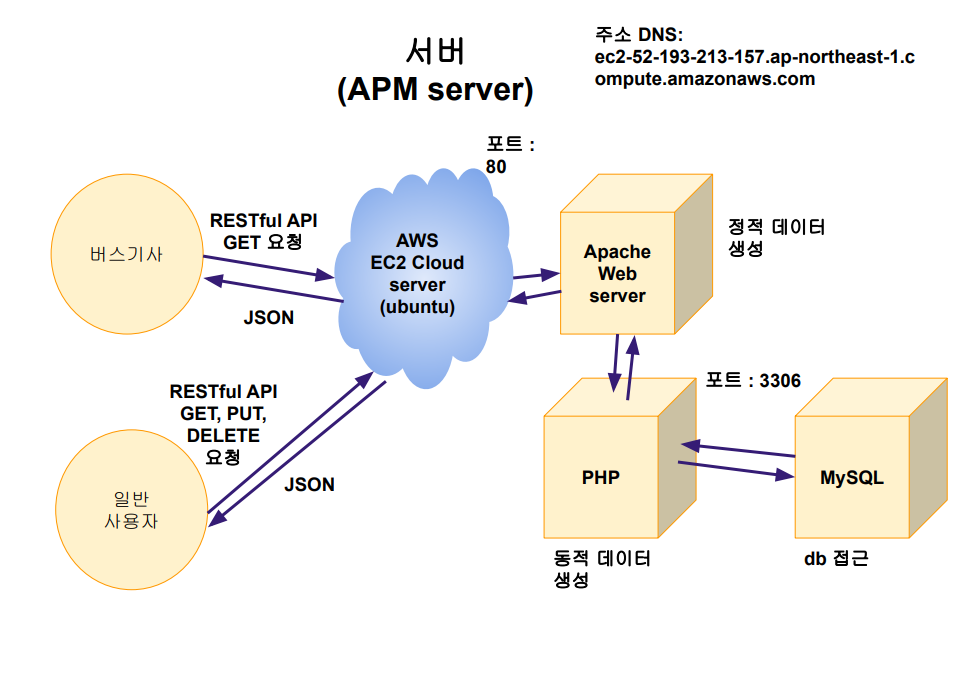 서버
(APM server)
주소 DNS:
ec2-52-193-213-157.ap-northeast-1.c
ompute.amazonaws.com
포트 :
80
버스기사
RESTful API
GET 요청
JSON
AWS
EC2 Cloud
server
(ubuntu)
Apache
Web
server
정적 데이터
생성
RESTful API
GET, PUT,
DELETE
요청
JSON
일반
사용자
포트 : 3306
PHP
MySQL
동적 데이터
생성
db 접근